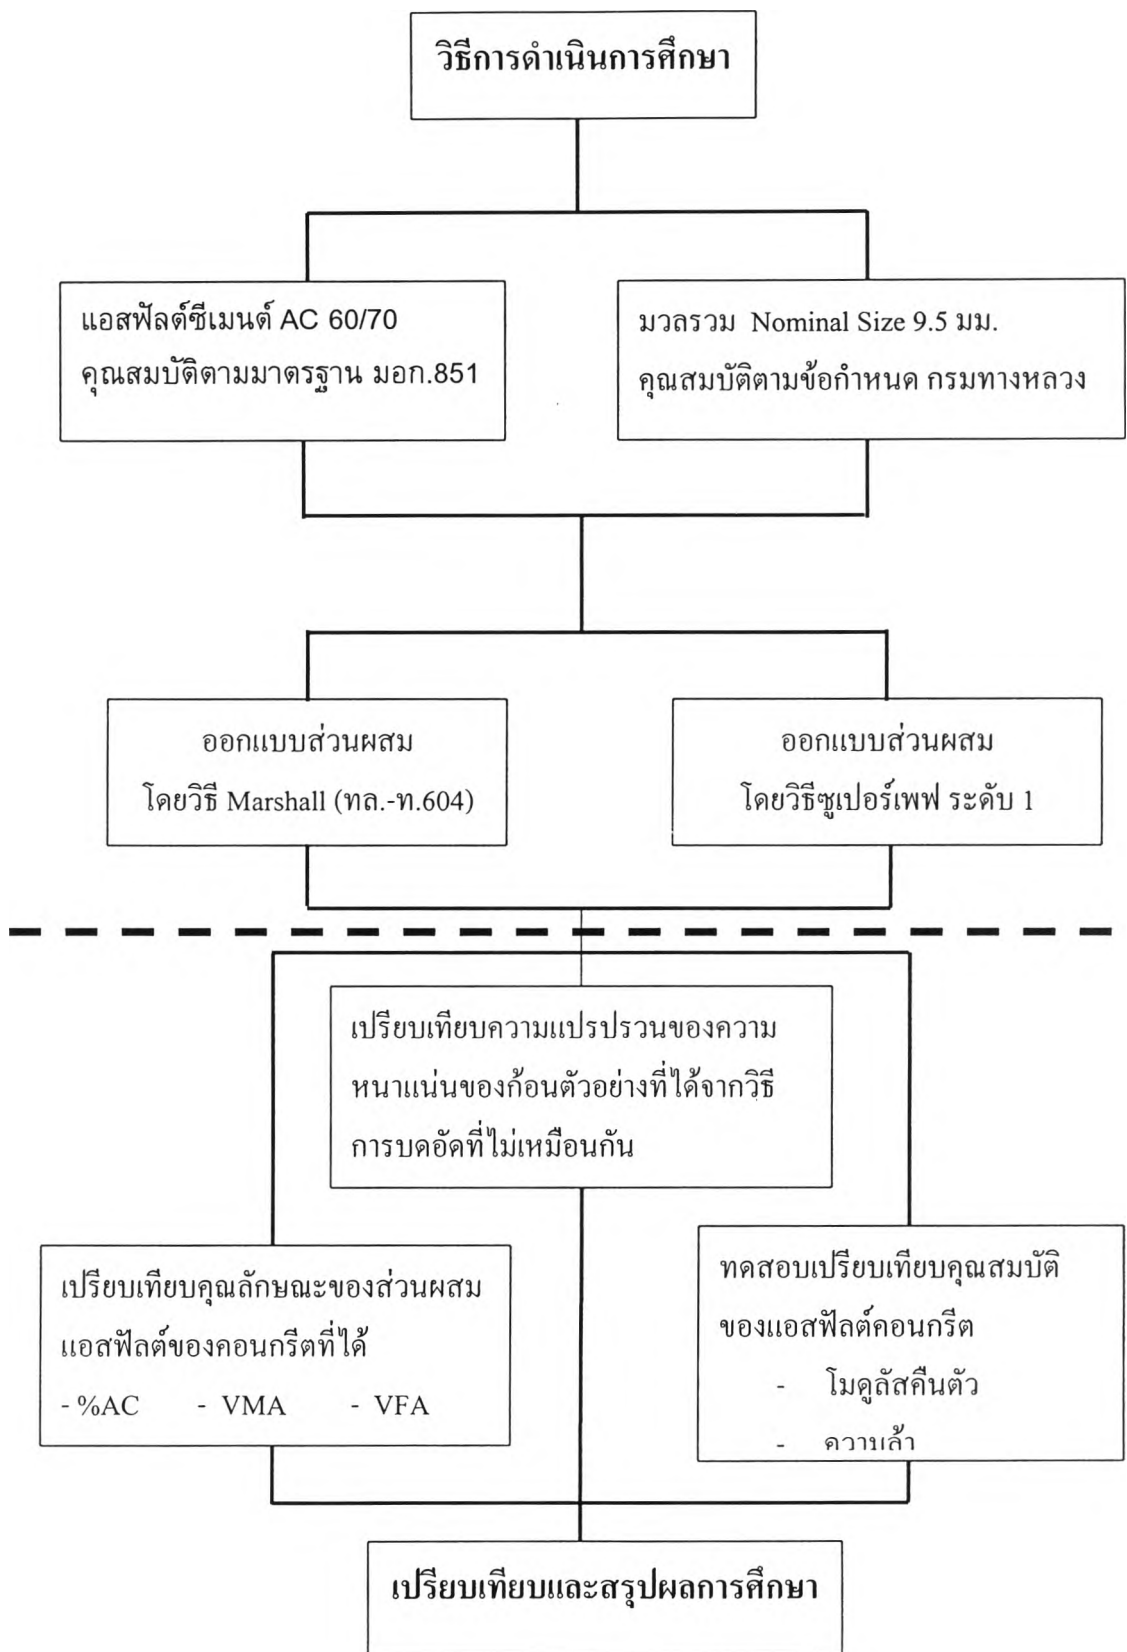 วิธีการดำเนินการศึกษา
แอสฟัลต์ซีเมนต์ AC 60/70
คุณสมบัติตามมาตรฐาน มอก.851
มวลรวม Nominal Size 9.5 มม.
คุณสมบัติตามข้อกำหนด กรมทางหลวง
ออกแบบส่วนผสม
โดยวิธี Marshall (ทล.-ท.604)
ออกแบบส่วนผสม
โดยวิธีซูเปอร์เพฟ ระดับ 1
เปรียบเทียบความแปรปรวนของความ
หนาแน่นของก้อนตัวอย่างที่ได้จากวิธี
การบดอัดที่ไม่เหมือนกัน
เปรียบเทียบคุณลักษณะของส่วนผสม
แอสฟัลต์ของคอนกรีตที่ได้
- %AC - VMA - VFA
ทดสอบเปรียบเทียบคุณสมบัติ
ของแอสฟัลต์คอนกรีต
- โมดูลัสคืนตัว
- ความล้า
เปรียบเทียบและสรุปผลการศึกษา